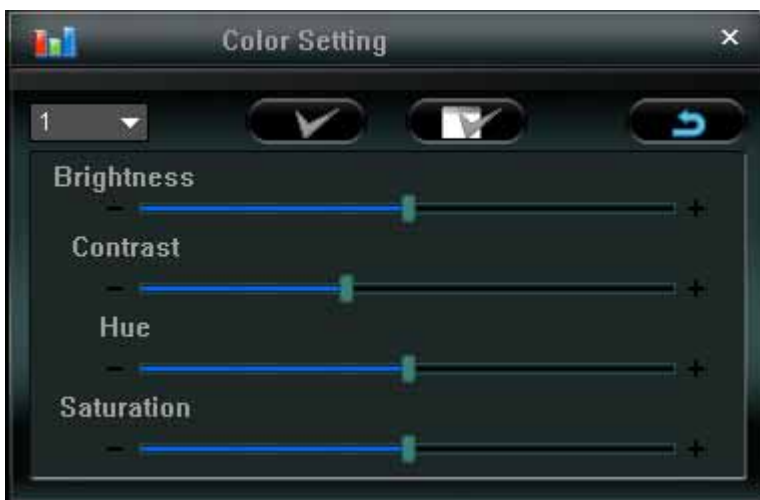 Color Setting ×
1
Brightness
- +
Contrast
- +
Hue
- +
Saturation
- +